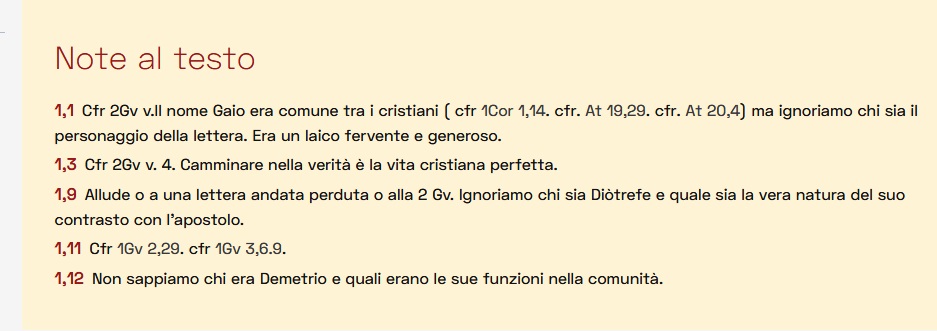 Note al testo
1,1 Cfr 2Gv v.Il nome Gaio era comune tra i cristiani ( cfr 1Cor 1,14. cfr. At 19,29. cfr. At 20,4) ma ignoriamo chi sia il
personaggio della lettera. Era un laico fervente e generoso.
1,3 Cfr 2Gv v. 4. Camminare nella verità è la vita cristiana perfetta.
1,9 Allude o a una lettera andata perduta o alla 2 Gv. Ignoriamo chi sia Diòtrefe e quale sia la vera natura del suo
contrasto con l'apostolo.
1,11 Cfr 1Gv 2,29. cfr 1Gv 3,6.9.
1,12 Non sappiamo chi era Demetrio e quali erano le sue funzioni nella comunità.